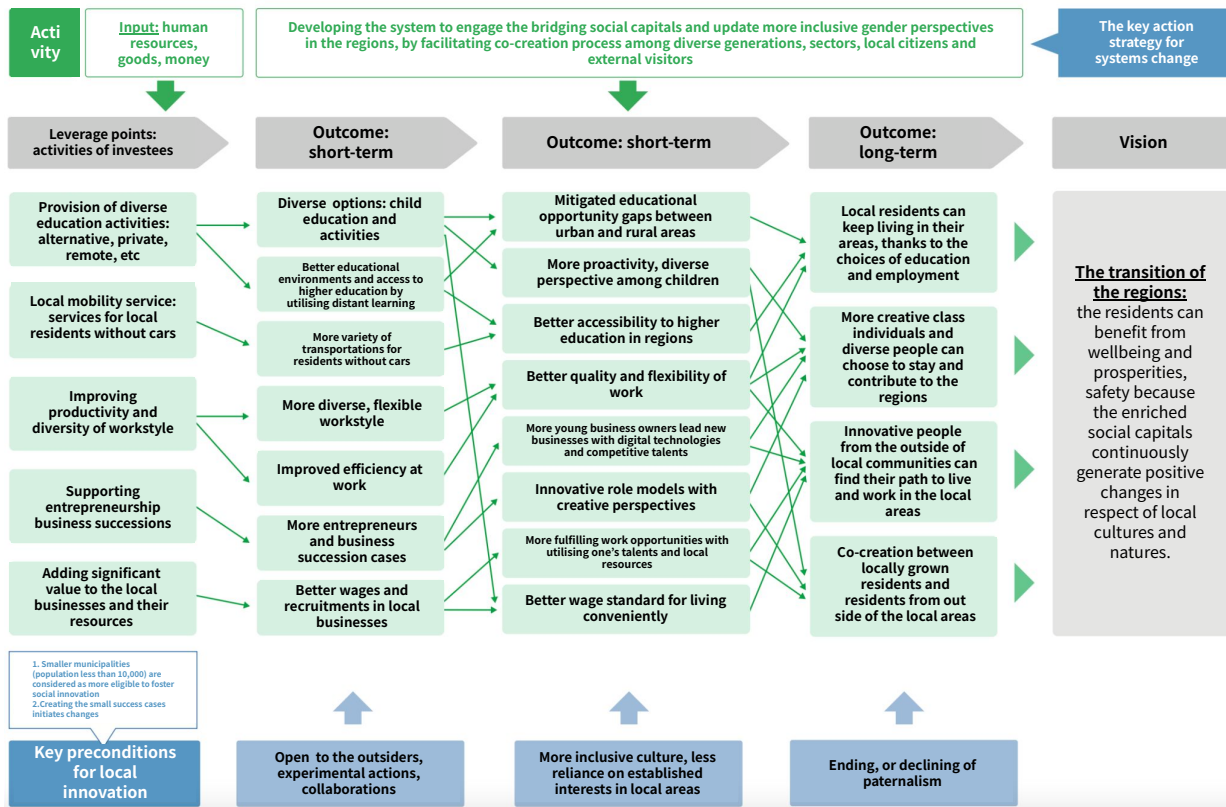 Acti
vity
Input: human
resources,
goods, money
Developing the system to engage the bridging social capitals and update more inclusive gender perspectives
in the regions, by facilitating co-creation process among diverse generations, sectors, local citizens and
external visitors
The key action
strategy for
systems change
Leverage points:
activities of investees
Outcome:
short-term
Outcome: short-term
Outcome:
long-term
Vision
Provision of diverse
education activities:
alternative, private,
remote, etc
Local mobility service:
services for local
residents without cars
Improving
productivity and
diversity of workstyle
Supporting
entrepreneurship
business successions
Adding significant
value to the local
businesses and their
resources
Diverse options: child
education and
activities
Better educational
environments and access to
higher education by
utilising distant learning
More variety of
transportations for
residents without cars
More diverse, flexible
workstyle
Improved efficiency at
work
More entrepreneurs
and business
succession cases
Better wages and
recruitments in local
businesses
Mitigated educational
opportunity gaps between
urban and rural areas
More proactivity, diverse
perspective among children
Better accessibility to higher
education in regions
Better quality and flexibility of
work
More young business owners lead new
businesses with digital technologies
and competitive talents
Innovative role models with
creative perspectives
More fulfilling work opportunities with
utilising one's talents and local
resources
Better wage standard for living
conveniently
Local residents can
keep living in their
areas, thanks to the
choices of education
and employment
More creative class
individuals and
diverse people can
choose to stay and
contribute to the
regions
Innovative people
from the outside of
local communities can
find their path to live
and work in the local
areas
Co-creation between
locally grown
residents and
residents from out
side of the local areas
The transition of
the regions:
the residents can
benefit from
wellbeing and
prosperities,
safety because
the enriched
social capitals
continuously
generate positive
changes in
respect of local
cultures and
natures.
1. Smaller municipalities
(population less than 10,000) are
considered as more eligible to foster
social innovation
2.Creating the small success cases
initiates changes
Key preconditions
for local
innovation
Open to the outsiders,
experimental actions,
collaborations
More inclusive culture, less
reliance on established
interests in local areas
Ending, or declining of
paternalism